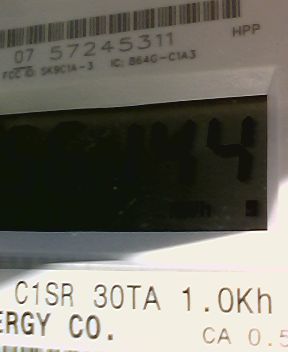 HPP
07 57245311
FCC ID: SK9C1A-3 IC: 864G-C1A3
4
C1SR 30TA 1.0Kh
ERGY CO.
CA 0.5